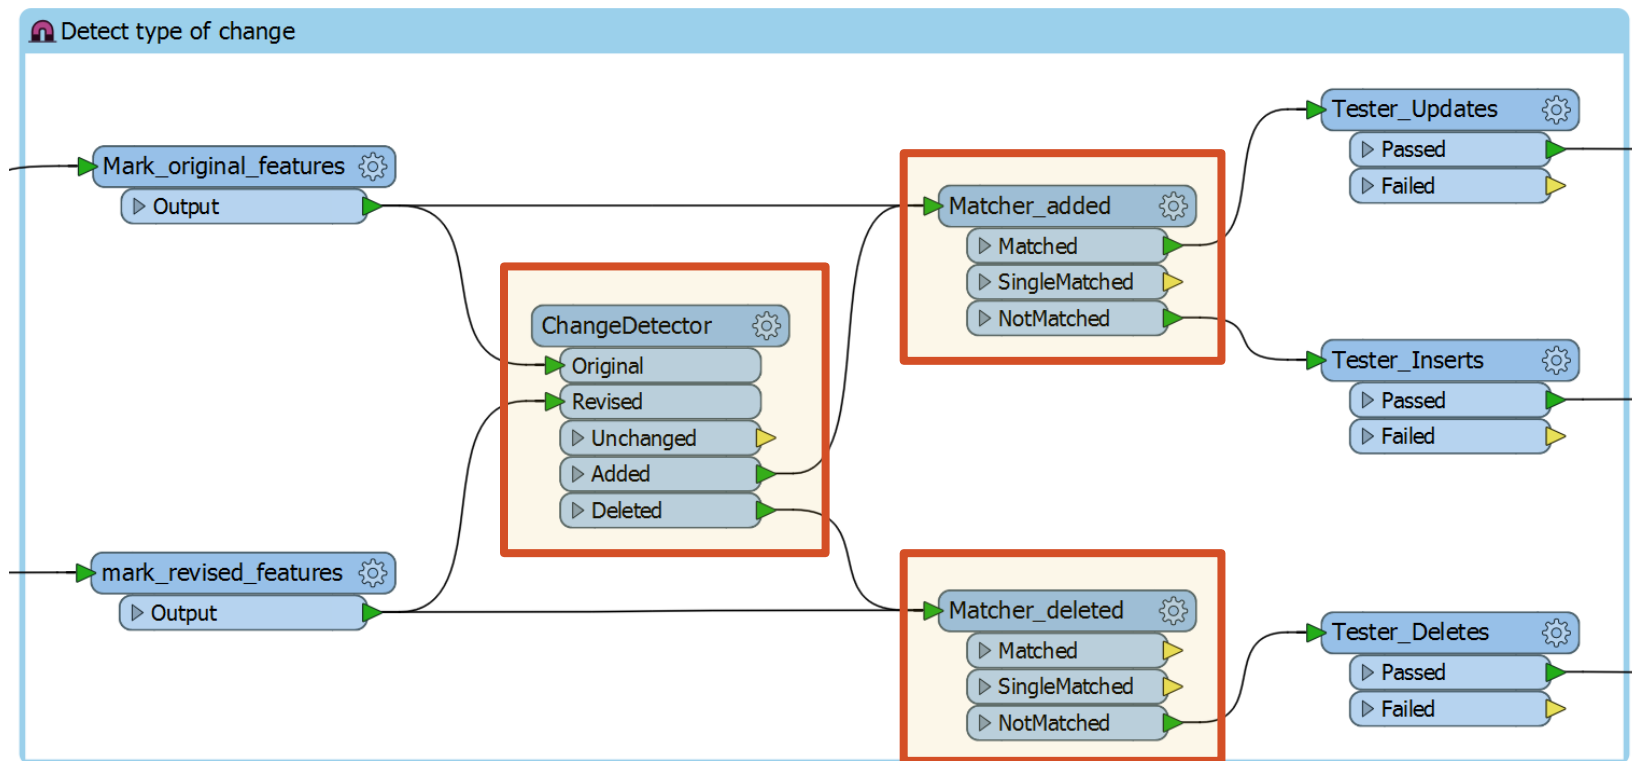 Detect type of change
Mark_original_features
Output
mark_revised_features
Output
ChangeDetector
Original
Revised
Unchanged
Added
Deleted
Matcher_added
Matched
SingleMatched
NotMatched
Matcher_deleted
Matched
SingleMatched
NotMatched
Tester_Updates
Passed
Failed
Tester_Inserts
Passed
Failed
Tester_Deletes
Passed
Failed